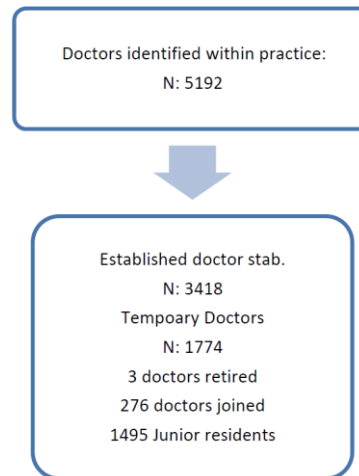 Doctors identified within practice:
N: 5192
Established doctor stab.
N: 3418
Tempoary Doctors
N: 1774
3 doctors retired
276 doctors joined
1495 Junior residents